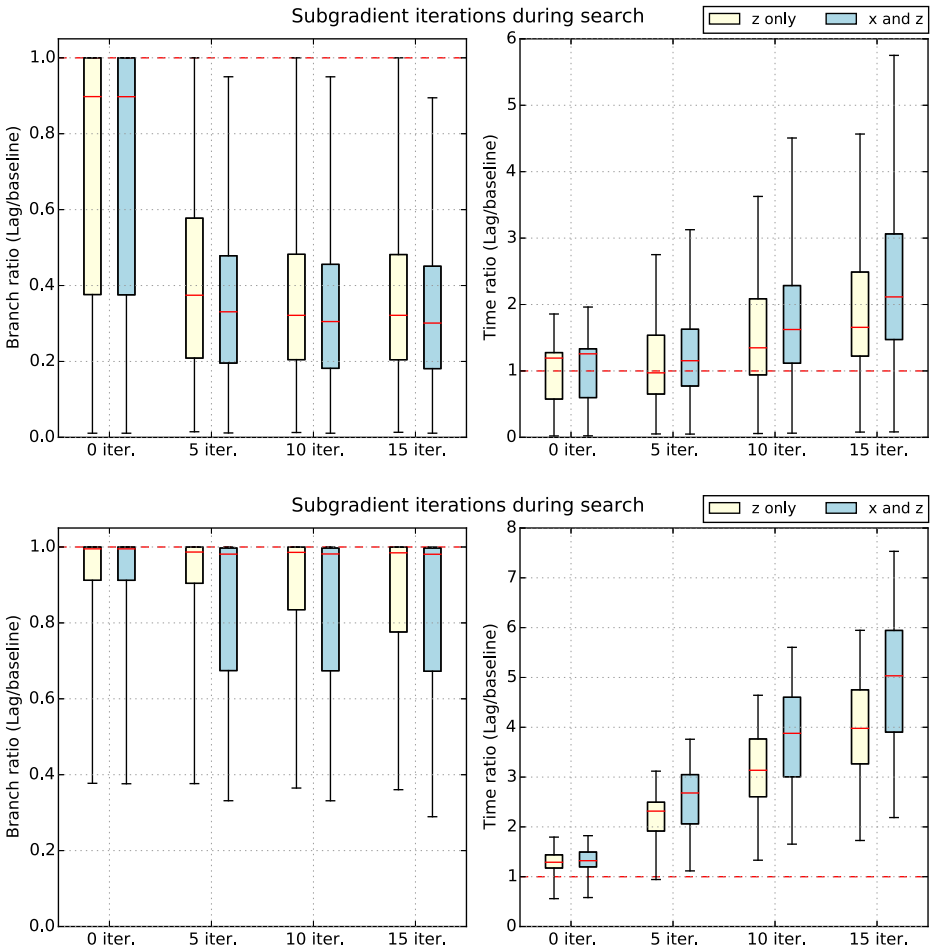 Subgradient iterations during search
z only
x and z
Branch ratio (Lag/baseline)
1.0
0.8
0.6
0.4
0.2
0.0
0 iter.
5 iter.
10 iter.
15 iter.
Time ratio (Lag/baseline)
6
5
4
3
2
1
0
0 iter.
5 iter.
10 iter.
15 iter.
Subgradient iterations during search
z only
x and z
Branch ratio (Lag/baseline)
1.0
0.8
0.6
0.4
0.2
0.0
0 iter.
5 iter.
10 iter.
15 iter.
Time ratio (Lag/baseline)
8
7
6
5
4
3
2
1
0
0 iter.
5 iter.
10 iter.
15 iter.